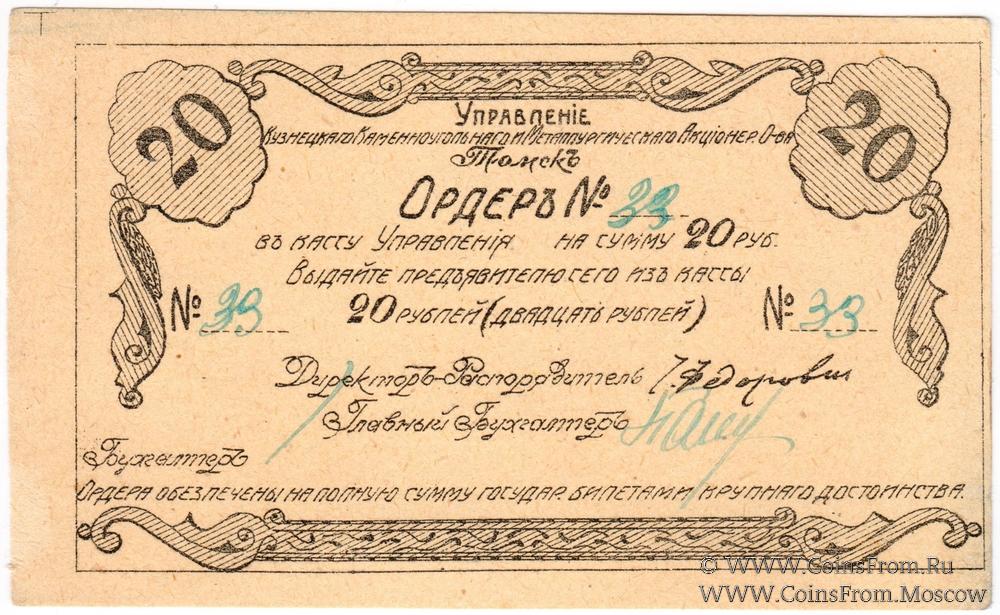 20
20
Управленіе
Кузнецкаго Каменноугольнаго и Металлургическаго Акціонер. О-ва
Томскъ
Ордеръ № 33
въ кассу Управленія на сумму 20 руб.
Выдайте предъявителю сего изъ кассы
№ 33 20 рублей (двадцать рублей) № 33
Директоръ-Распорядитель Федорович
Главный Бухгалтеръ
Бухгалтеръ
Ордера обезпечены на полную сумму государ. билетами крупнаго достоинства.
© WWW.CoinsFrom.Ru
WWW.CoinsFrom.Moscow